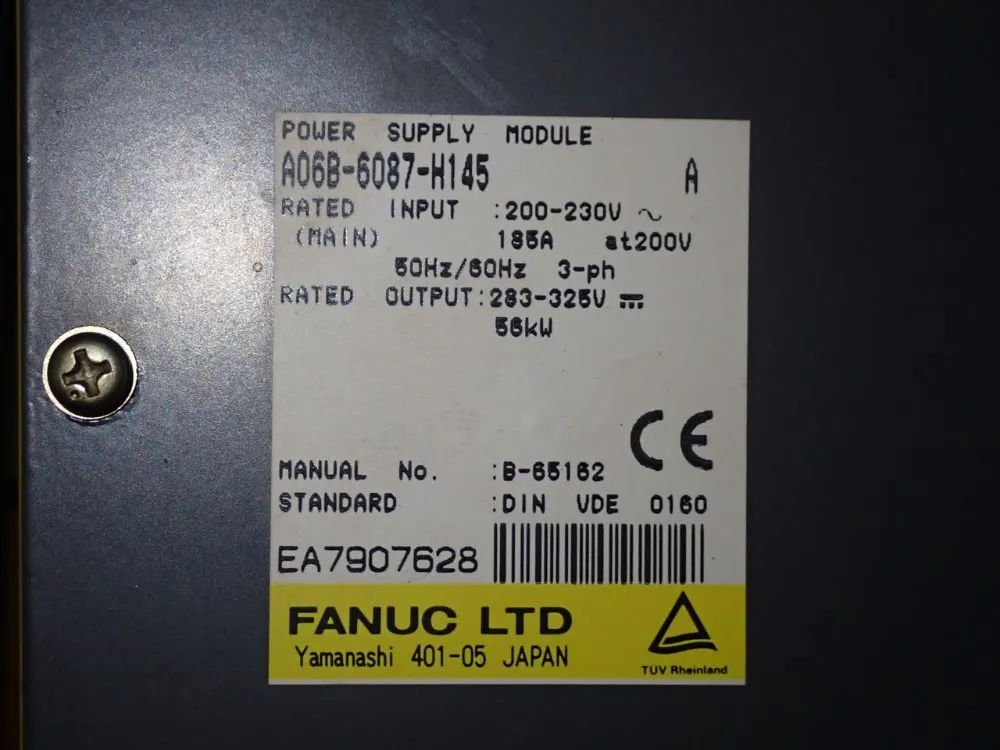 POWER SUPPLY MODULE
A06B-6087-H145 A
RATED INPUT :200-230V ~
(MAIN) 185A at200V
50Hz/60Hz 3-ph
RATED OUTPUT:283-325V ⎓
56kW
CE
MANUAL No. :B-65162
STANDARD :DIN VDE 0160
EA7907628
FANUC LTD
Yamanashi 401-05 JAPAN
TÜV Rheinland